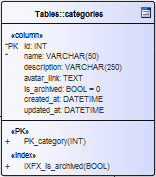 Tables::categories
«column»
*PK id: INT
* name: VARCHAR(50)
description: VARCHAR(250)
avatar_link: TEXT
is_archived: BOOL = 0
created_at: DATETIME
updated_at: DATETIME
«PK»
+ PK_category(INT)
«index»
+ IXFX_is_archived(BOOL)